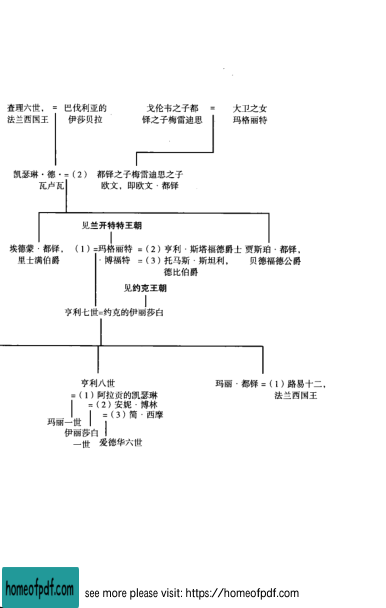 查理六世， = 巴伐利亚的 戈伦韦之子都 = 大卫之女
法兰西国王 伊莎贝拉 铎之子梅雷迪思 玛格丽特
凯瑟琳·德· =（2） 都铎之子梅雷迪思之子
瓦卢瓦 欧文，即欧文·都铎
见兰开特特王朝
埃德蒙·都铎， （1）=玛格丽特 =（2）亨利·斯塔福德爵士 贾斯珀·都铎，
里士满伯爵 ·博福特 =（3）托马斯·斯坦利， 贝德福德公爵
德比伯爵
见约克王朝
亨利七世=约克的伊丽莎白
亨利八世 玛丽·都铎 =（1）路易十二，
=（1）阿拉贡的凯瑟琳 法兰西国王
=（2）安妮·博林
=（3）简·西摩
玛丽一世
伊丽莎白
一世 爱德华六世
homeofpdf.com see more please visit: https://homeofpdf.com